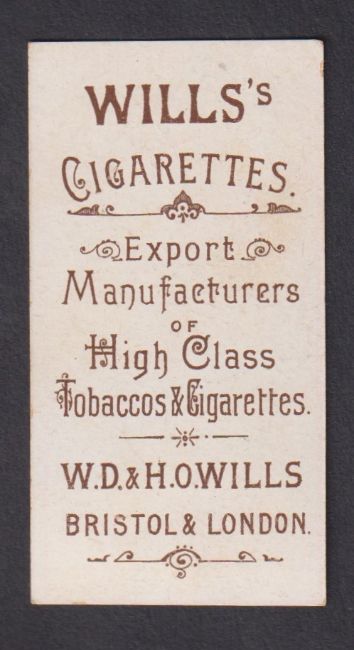 WILLS's
CIGARETTES.
Export
Manufacturers
OF
High Class
Tobaccos & Cigarettes.
W.D. & H.O. WILLS
BRISTOL & LONDON.